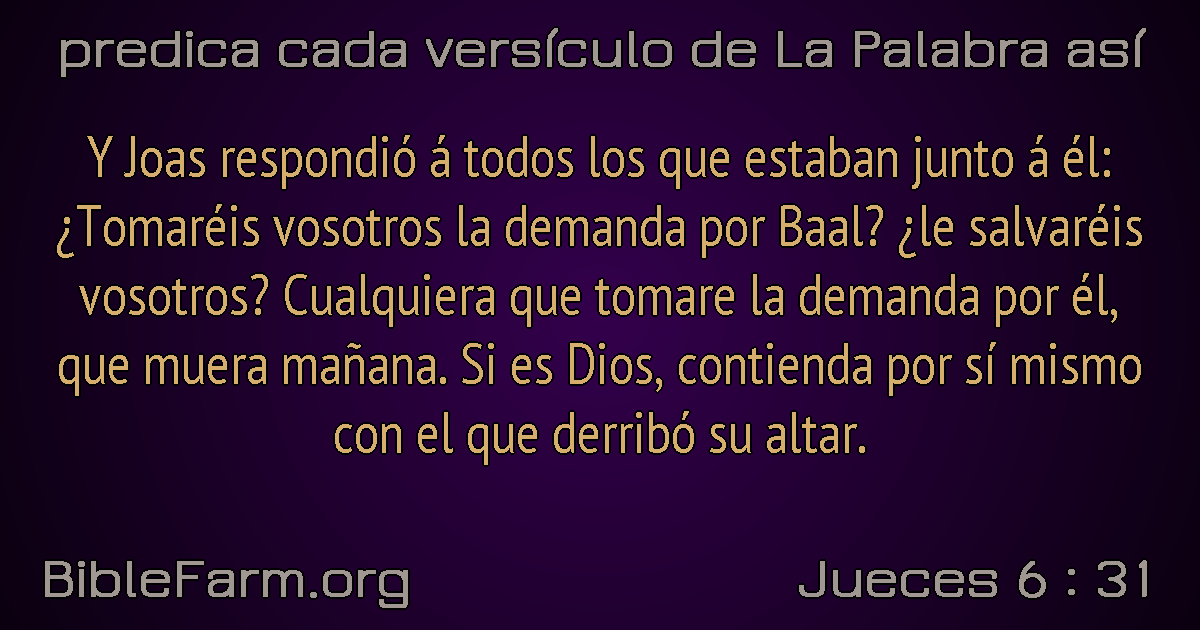 predica cada versículo de La Palabra así
Y Joas respondió á todos los que estaban junto á él:
¿Tomaréis vosotros la demanda por Baal? ¿le salvaréis
vosotros? Cualquiera que tomare la demanda por él,
que muera mañana. Si es Dios, contienda por sí mismo
con el que derribó su altar.
BibleFarm.org
Jueces 6 : 31